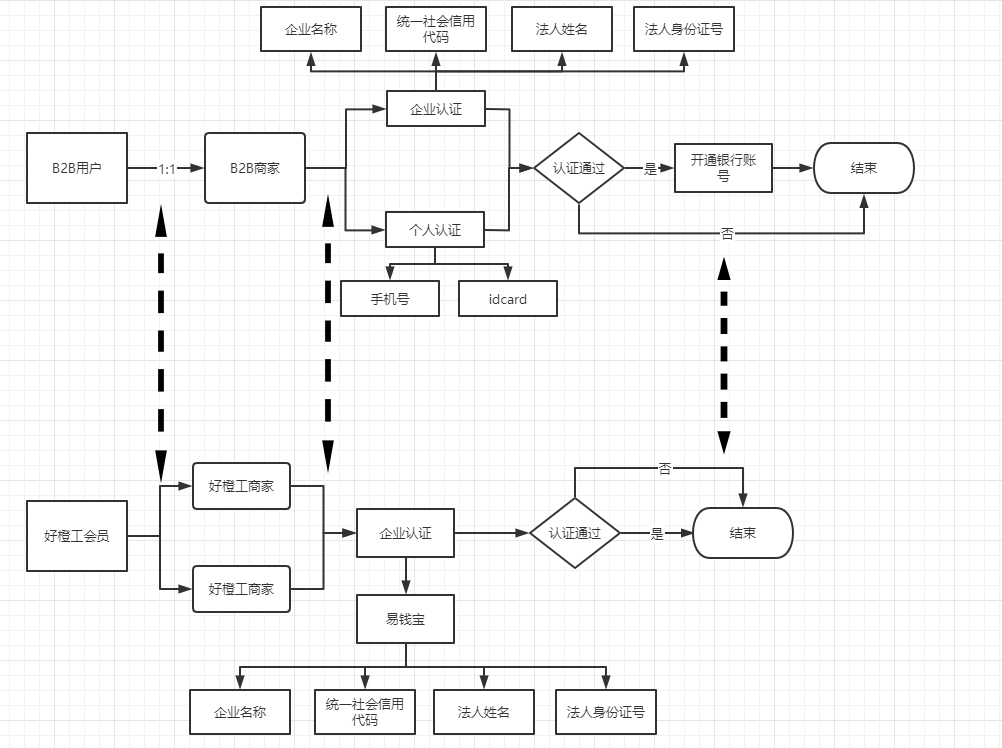 企业名称
统一社会信用
代码
法人姓名
法人身份证号
企业认证
B2B用户
1:1
B2B商家
认证通过
是
开通银行账
号
结束
个人认证
否
手机号
idcard
好橙工商家
否
好橙工会员
企业认证
认证通过
是
结束
好橙工商家
易钱宝
企业名称
统一社会信用
代码
法人姓名
法人身份证号